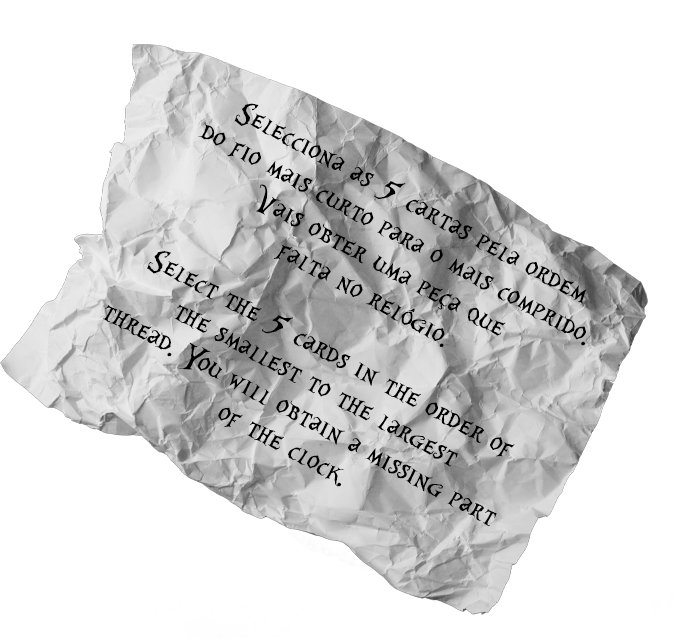 Selecciona as 5 cartas pela ordem
do fio mais curto para o mais comprido.
Vais obter uma peça que
falta no relógio.
Select the 5 cards in the order of
the smallest to the largest
thread. You will obtain a missing part
of the clock.